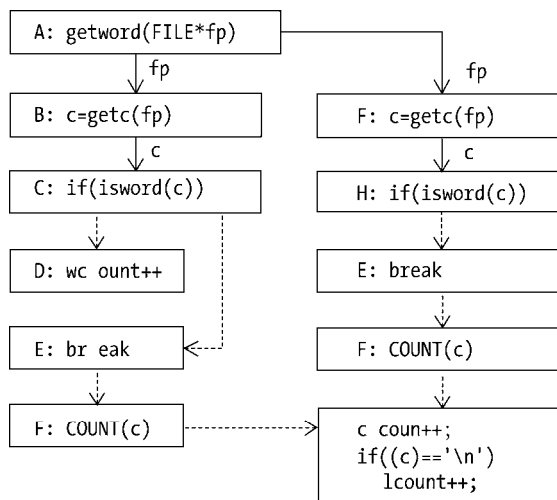 A: getword(FILE*fp)
fp
fp
B: c=getc(fp)
F: c=getc(fp)
c
c
C: if(isword(c))
H: if(isword(c))
D: wc ount++
E: break
E: br eak
F: COUNT(c)
F: COUNT(c)
c coun++;
if((c)=='\n')
lcount++;